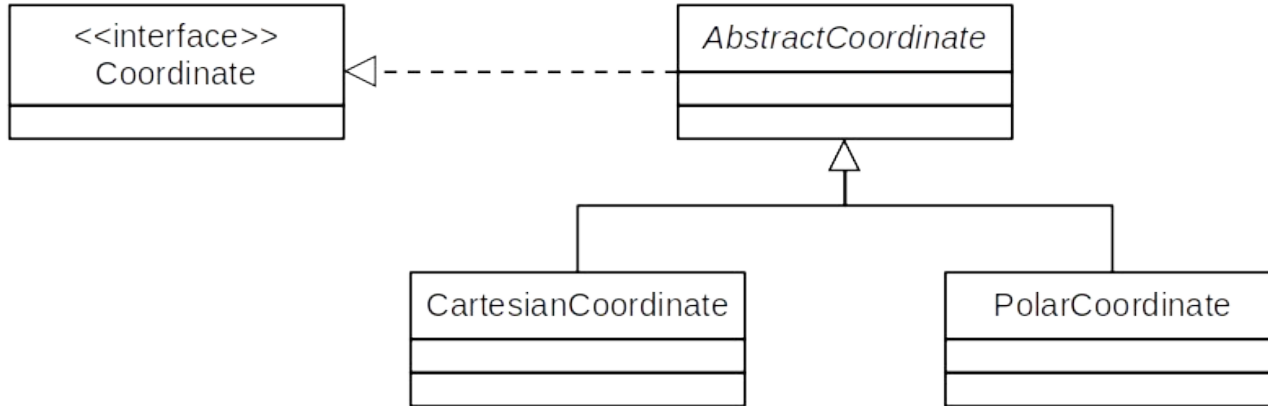 <<interface>>
Coordinate
AbstractCoordinate
CartesianCoordinate
PolarCoordinate